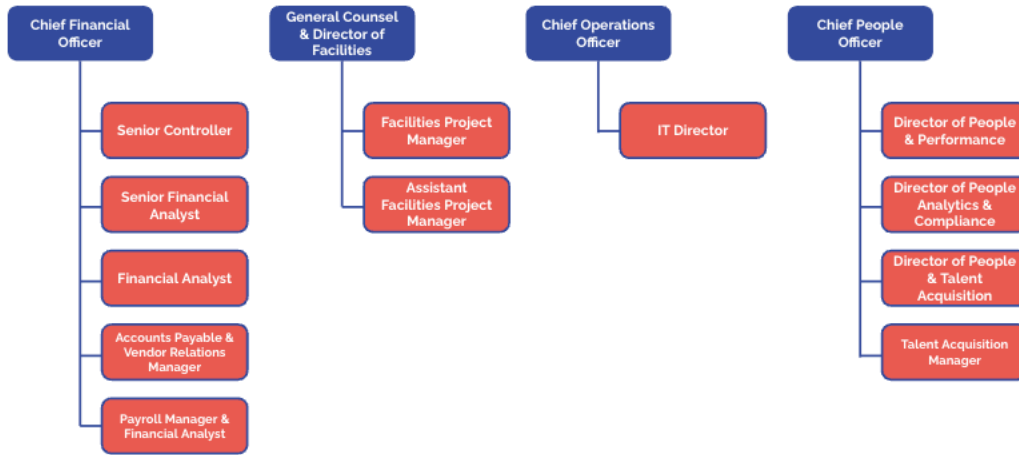 Chief Financial
Officer
Senior Controller
Senior Financial
Analyst
Financial Analyst
Accounts Payable &
Vendor Relations
Manager
Payroll Manager &
Financial Analyst
General Counsel
& Director of
Facilities
Facilities Project
Manager
Assistant
Facilities Project
Manager
Chief Operations
Officer
IT Director
Chief People
Officer
Director of People
& Performance
Director of People
Analytics &
Compliance
Director of People
& Talent
Acquisition
Talent Acquisition
Manager